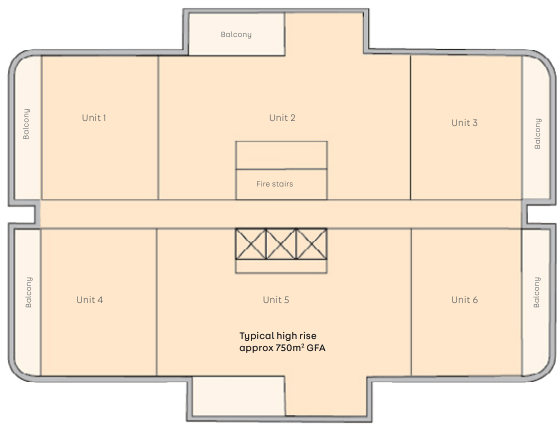 Balcony
Balcony
Unit 1
Unit 2
Unit 3
Balcony
Fire stairs
Balcony
Unit 4
Unit 5
Unit 6
Balcony
Typical high rise
approx 750m² GFA